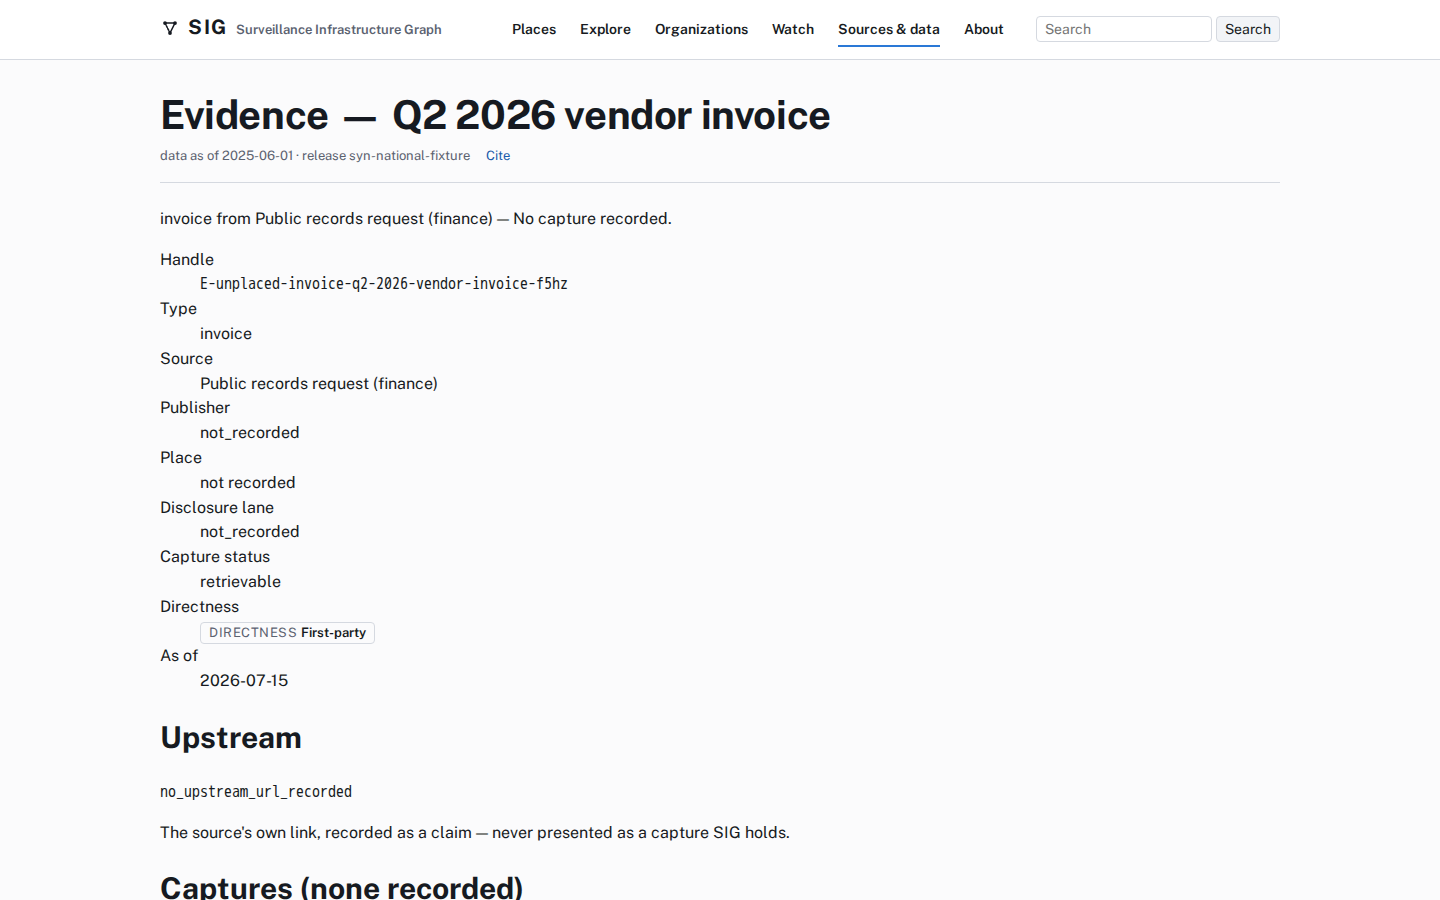 SIG Surveillance Infrastructure Graph Places Explore Organizations Watch Sources & data About Search Search
Evidence — Q2 2026 vendor invoice
data as of 2025-06-01 · release syn-national-fixture Cite
invoice from Public records request (finance) — No capture recorded.
Handle
E-unplaced-invoice-q2-2026-vendor-invoice-f5hz
Type
invoice
Source
Public records request (finance)
Publisher
not_recorded
Place
not recorded
Disclosure lane
not_recorded
Capture status
retrievable
Directness
DIRECTNESS First-party
As of
2026-07-15
Upstream
no_upstream_url_recorded
The source's own link, recorded as a claim — never presented as a capture SIG holds.
Captures (none recorded)